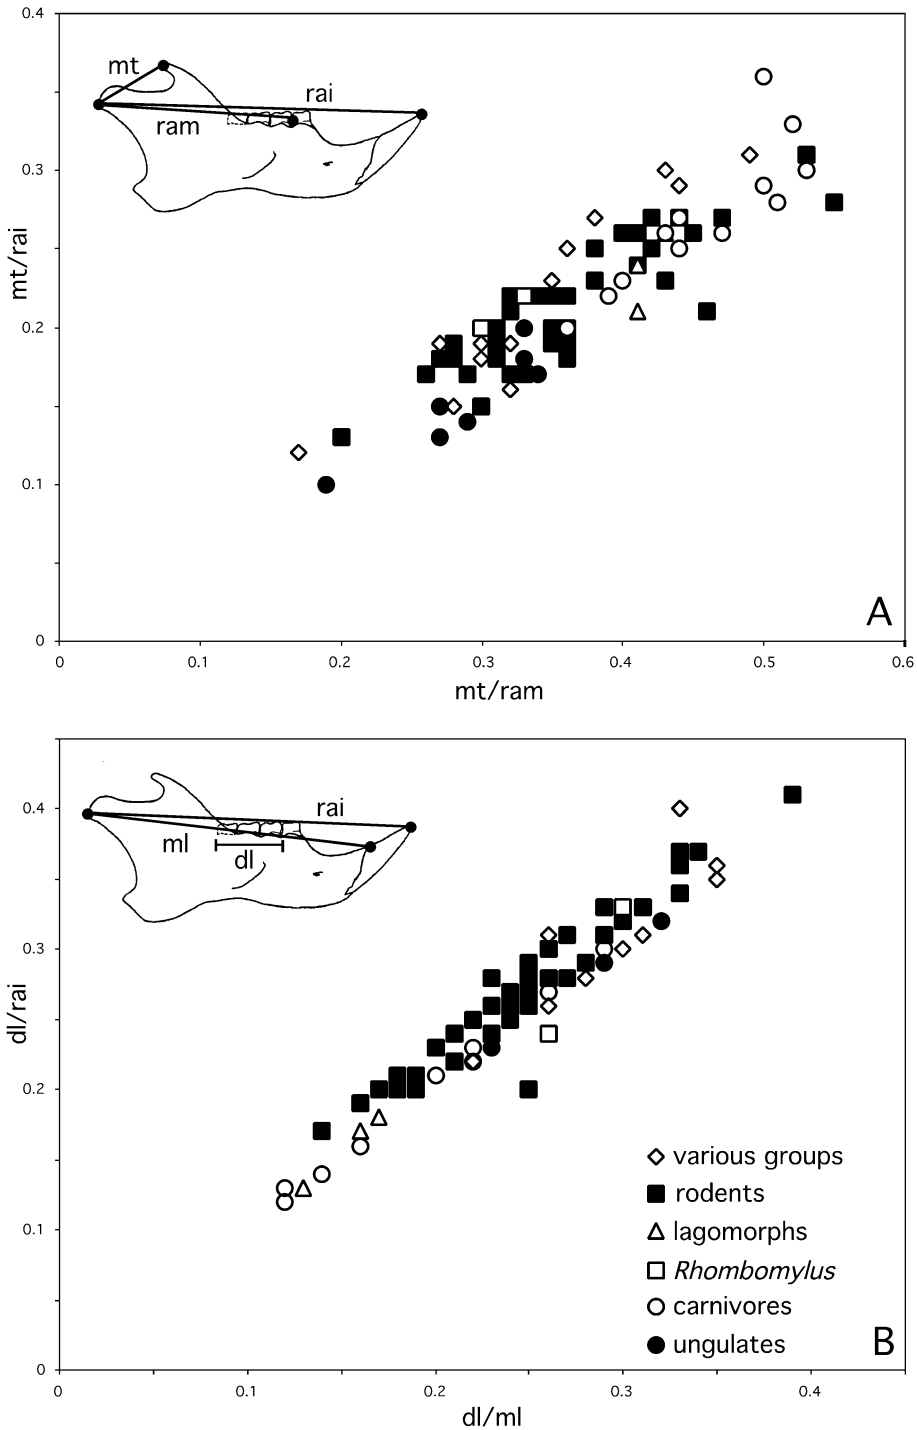 0.4
mt
rai
ram
0.3
mt/rai
0.2
0.1
A
0
0 0.1 0.2 0.3 0.4 0.5 0.6
mt/ram
rai
0.4
ml
dl
0.3
dl/rai
0.2
various groups
rodents
0.1
lagomorphs
Rhombomylus
carnivores
ungulates
B
0
0 0.1 0.2 0.3 0.4
dl/ml